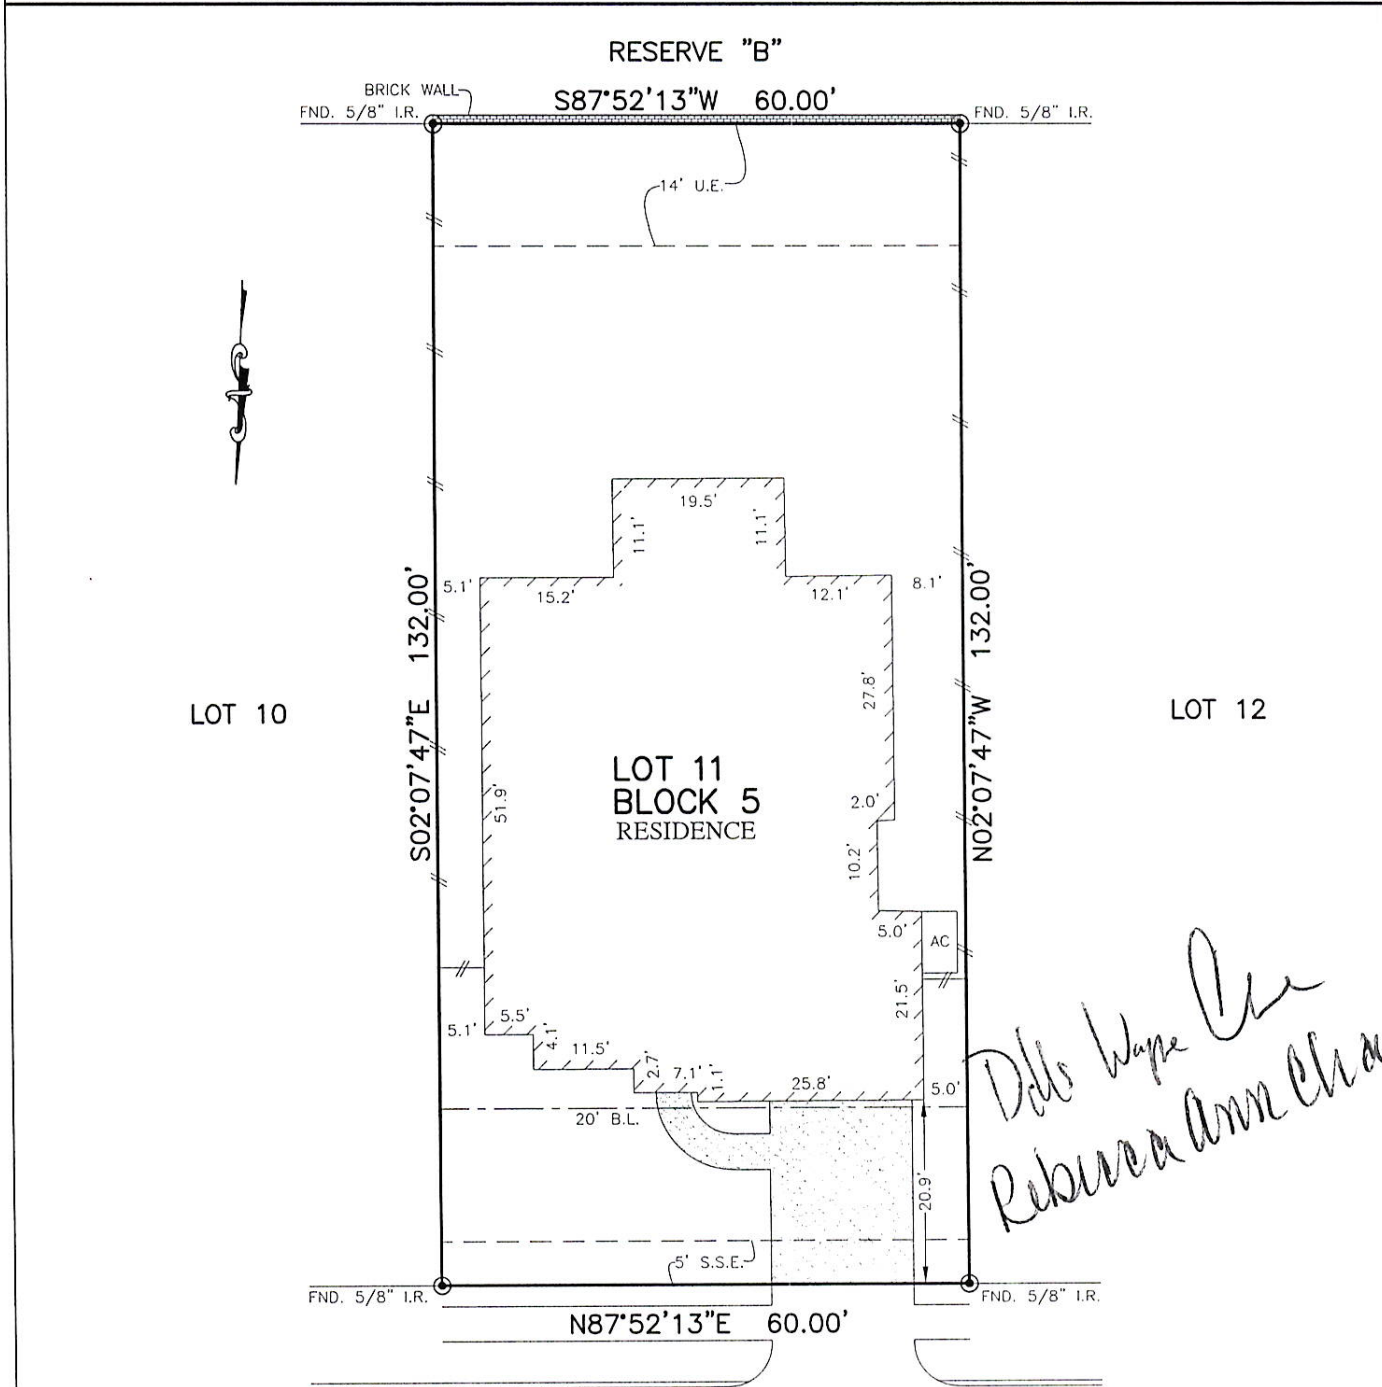 RESERVE "B"
BRICK WALL
S87°52'13"W 60.00'
FND. 5/8" I.R.
FND. 5/8" I.R.
14' U.E.
19.5'
11.1'
11.1'
5.1'
15.2'
12.1'
8.1'
S02°07'47"E 132.00'
N02°07'47"W 132.00'
27.8'
LOT 10
LOT 12
LOT 11
BLOCK 5
RESIDENCE
51.9'
2.0'
10.2'
5.0'
AC
21.5'
5.1'
5.5'
4.1'
11.5'
2.7'
7.1'
1.1'
25.8'
5.0'
20' B.L.
20.9'
Wayne
Rebecca Ann
5' S.S.E.
FND. 5/8" I.R.
FND. 5/8" I.R.
N87°52'13"E 60.00'